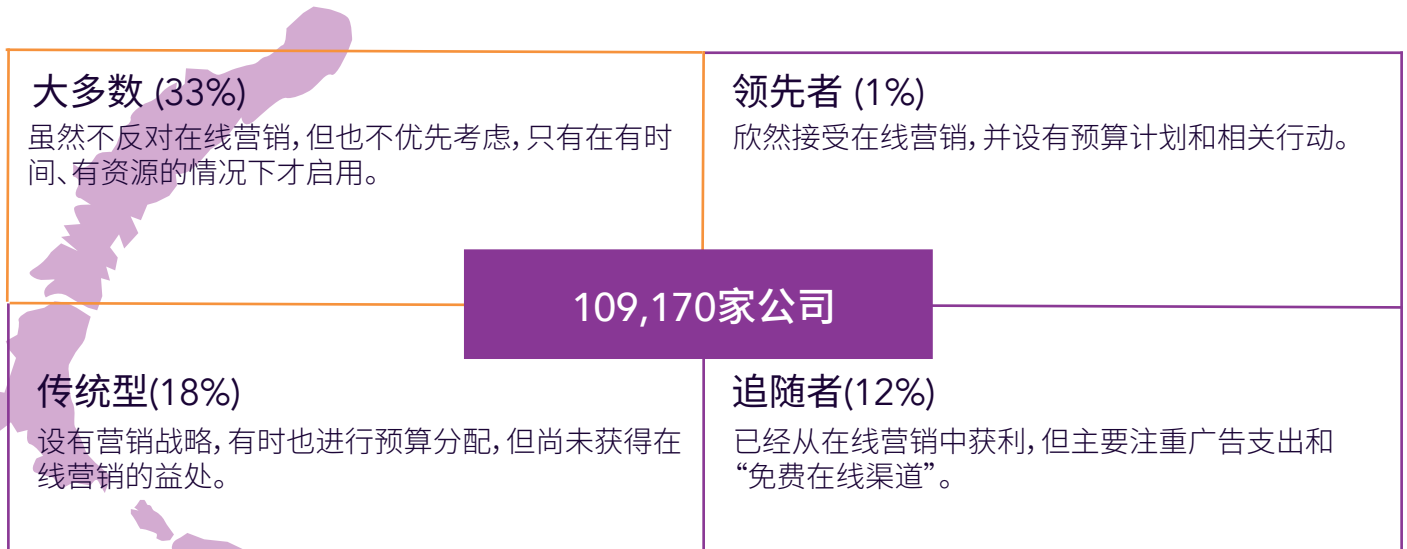 大多数 (33%)
虽然不反对在线营销,但也不优先考虑,只有在有时
间、有资源的情况下才启用。
领先者 (1%)
欣然接受在线营销,并设有预算计划和相关行动。
109,170家公司
传统型(18%)
设有营销战略,有时也进行预算分配,但尚未获得在
线营销的益处。
追随者(12%)
已经从在线营销中获利,但主要注重广告支出和
“免费在线渠道”。